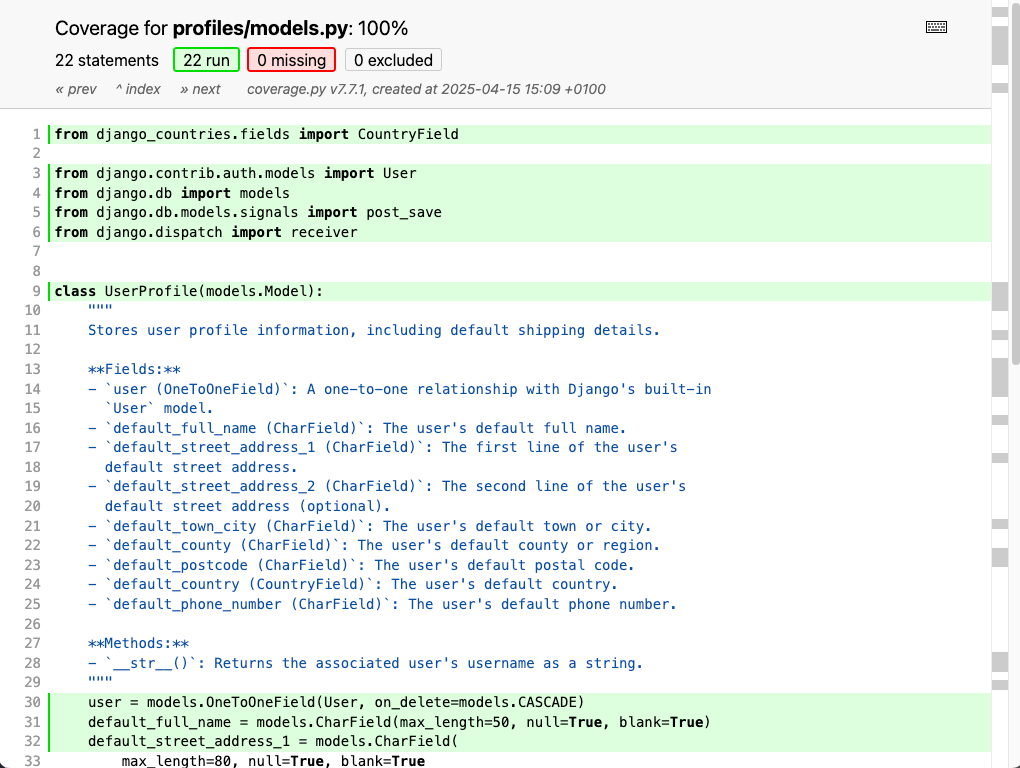 Coverage for profiles/models.py: 100%
22 statements 22 run 0 missing 0 excluded
« prev ^ index » next coverage.py v7.7.1, created at 2025-04-15 15:09 +0100
1 from django_countries.fields import CountryField
2
3 from django.contrib.auth.models import User
4 from django.db import models
5 from django.db.models.signals import post_save
6 from django.dispatch import receiver
7
8
9 class UserProfile(models.Model):
10     """
11     Stores user profile information, including default shipping details.
12
13     **Fields:**
14     - `user (OneToOneField)`: A one-to-one relationship with Django's built-in
15       `User` model.
16     - `default_full_name (CharField)`: The user's default full name.
17     - `default_street_address_1 (CharField)`: The first line of the user's
18       default street address.
19     - `default_street_address_2 (CharField)`: The second line of the user's
20       default street address (optional).
21     - `default_town_city (CharField)`: The user's default town or city.
22     - `default_county (CharField)`: The user's default county or region.
23     - `default_postcode (CharField)`: The user's default postal code.
24     - `default_country (CountryField)`: The user's default country.
25     - `default_phone_number (CharField)`: The user's default phone number.
26
27     **Methods:**
28     - `__str__()`: Returns the associated user's username as a string.
29     """
30     user = models.OneToOneField(User, on_delete=models.CASCADE)
31     default_full_name = models.CharField(max_length=50, null=True, blank=True)
32     default_street_address_1 = models.CharField(
33         max_length=80, null=True, blank=True